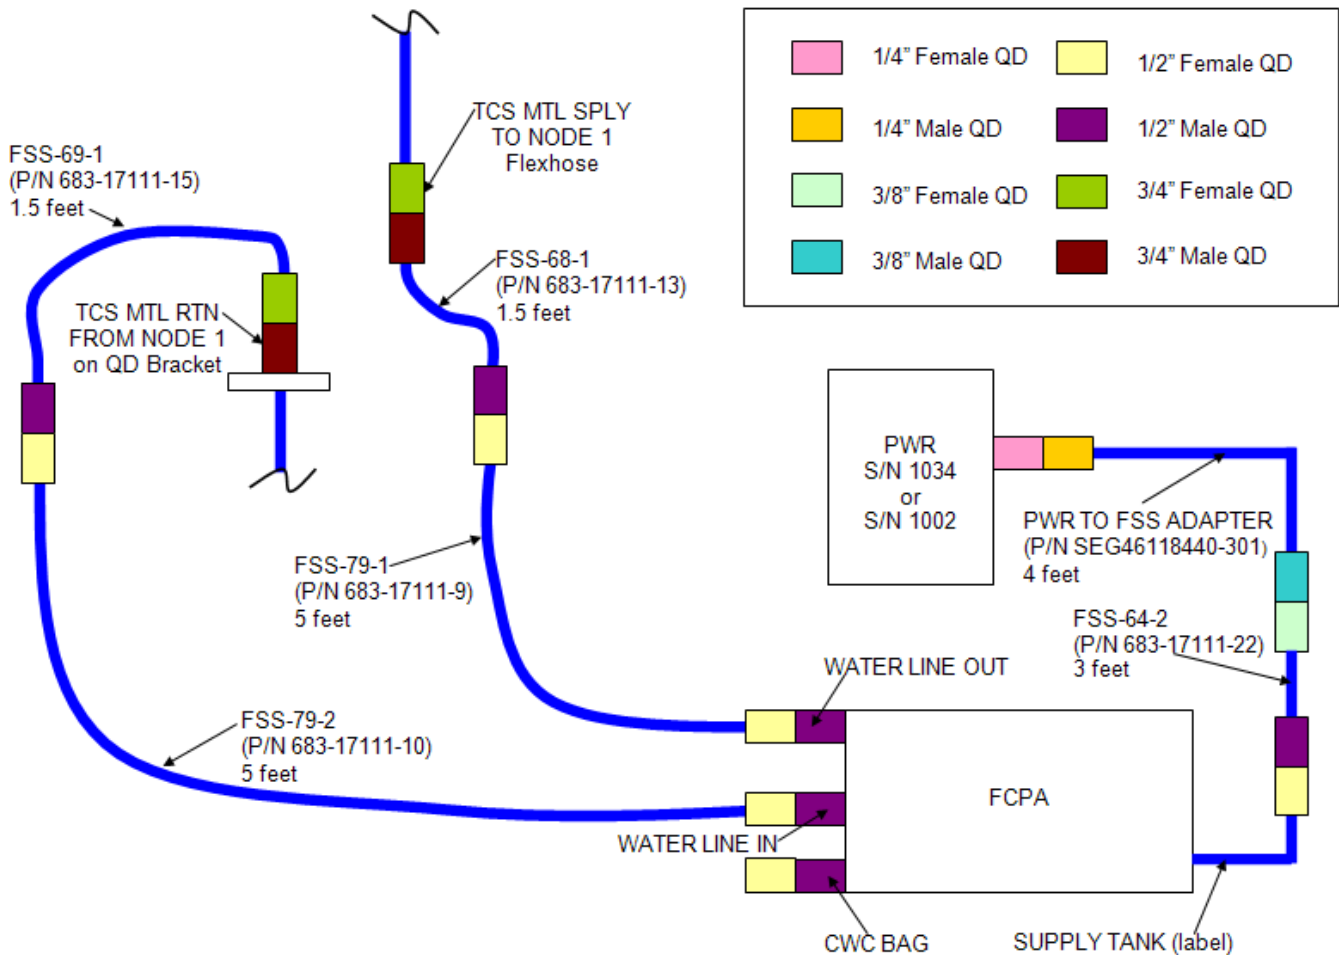 TCS MTL SPLY
TO NODE 1
Flexhose
FSS-69-1
(P/N 683-17111-15)
1.5 feet
TCS MTL RTN
FROM NODE 1
on QD Bracket
FSS-68-1
(P/N 683-17111-13)
1.5 feet
1/4” Female QD
1/2” Female QD
1/4” Male QD
1/2” Male QD
3/8” Female QD
3/4” Female QD
3/8” Male QD
3/4” Male QD
PWR
S/N 1034
or
S/N 1002
PWR TO FSS ADAPTER
(P/N SEG46118440-301)
4 feet
FSS-79-1
(P/N 683-17111-9)
5 feet
FSS-64-2
(P/N 683-17111-22)
3 feet
WATER LINE OUT
FSS-79-2
(P/N 683-17111-10)
5 feet
FCPA
WATER LINE IN
CWC BAG
SUPPLY TANK (label)